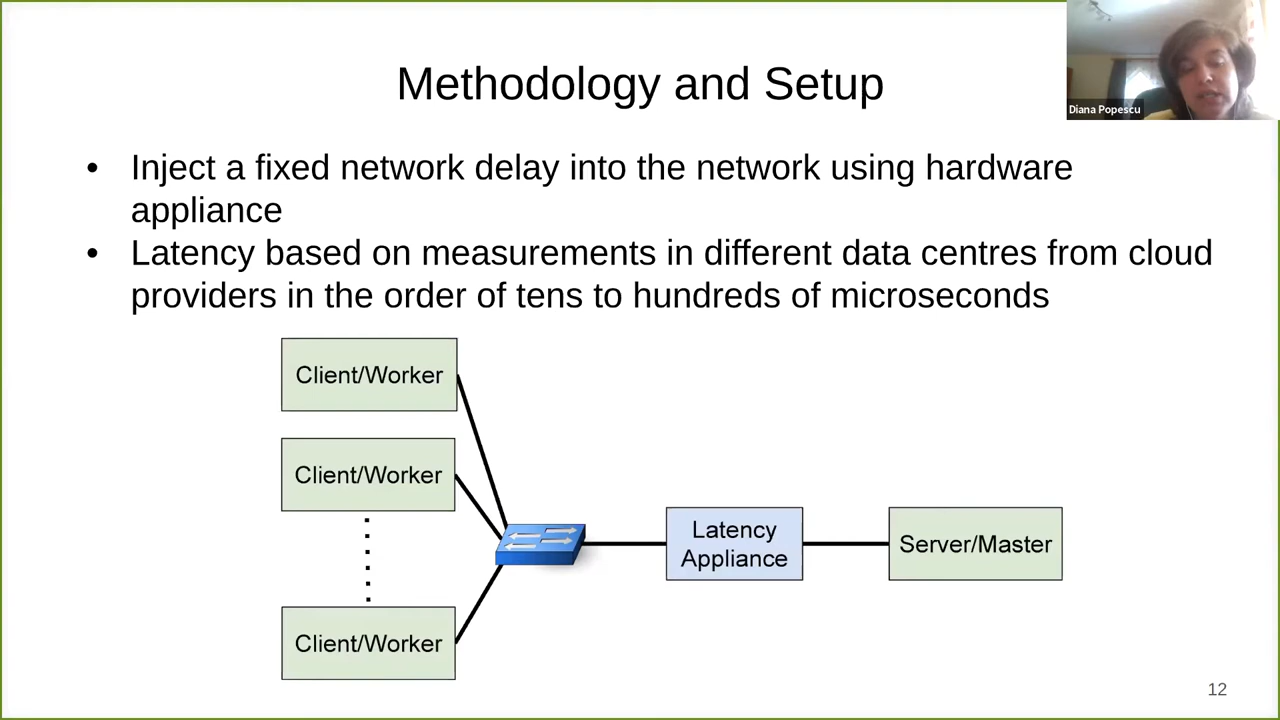 Methodology and Setup
Diana Popescu
• Inject a fixed network delay into the network using hardware
appliance
• Latency based on measurements in different data centres from cloud
providers in the order of tens to hundreds of microseconds
Client/Worker
Client/Worker
Client/Worker
Latency
Appliance
Server/Master
12